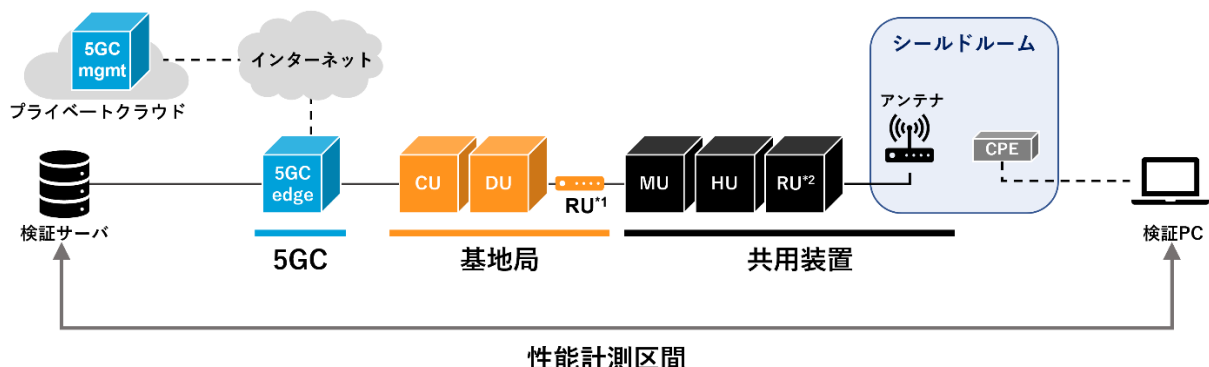 5GC
mgmt
プライベートクラウド
インターネット
シールドルーム
アンテナ
CPE
検証サーバ
5GC
edge
CU
DU
RU*1
MU
HU
RU*2
検証PC
5GC
基地局
共用装置
性能計測区間